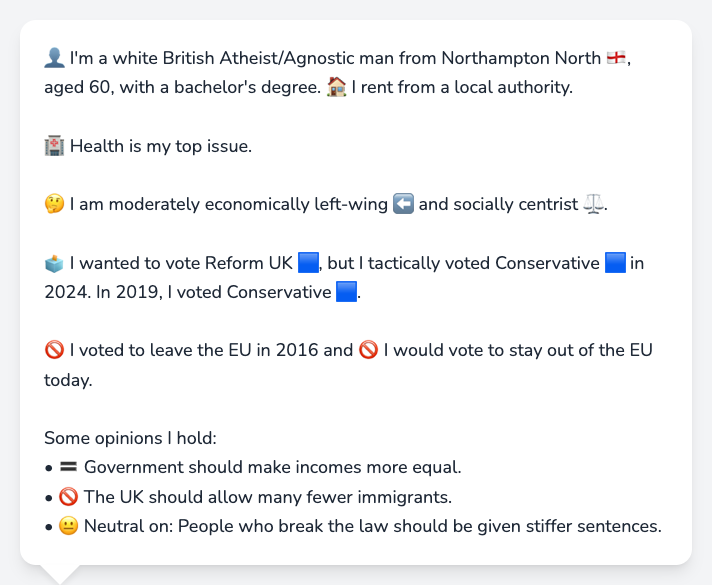 👤 I'm a white British Atheist/Agnostic man from Northampton North 🏴󠁧󠁢󠁥󠁮󠁧󠁿,
aged 60, with a bachelor's degree. 🏠 I rent from a local authority.
🏥 Health is my top issue.
🤔 I am moderately economically left-wing ⬅️ and socially centrist ⚖️.
🗳️ I wanted to vote Reform UK 🟦, but I tactically voted Conservative 🟦 in
2024. In 2019, I voted Conservative 🟦.
🚫 I voted to leave the EU in 2016 and 🚫 I would vote to stay out of the EU
today.
Some opinions I hold:
• 🟰 Government should make incomes more equal.
• 🚫 The UK should allow many fewer immigrants.
• 😐 Neutral on: People who break the law should be given stiffer sentences.